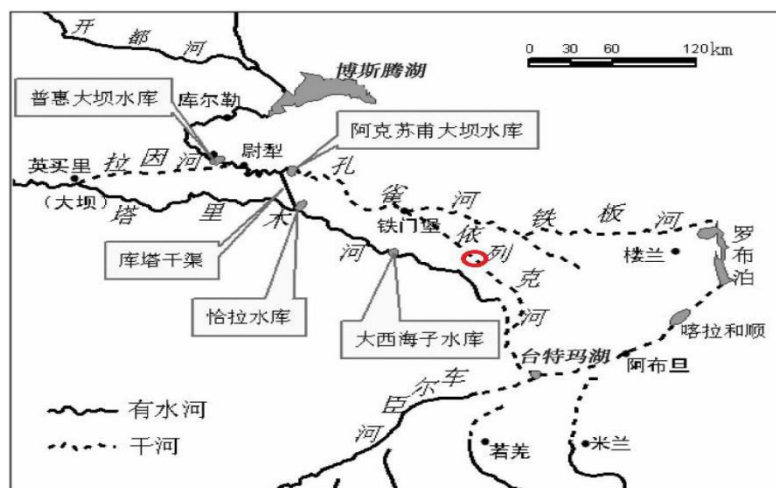 开都河
0 30 60 120 km
博斯腾湖
普惠大坝水库
库尔勒
阿克苏甫大坝水库
尉犁
英买里
(大坝)
拉因河
孔雀河
铁板河
塔里木河
铁门堡
依列克河
楼兰
罗布泊
库塔干渠
恰拉水库
大西海子水库
喀拉和顺
台特玛湖
阿布旦
车尔臣河
有水河
干河
若羌
米兰